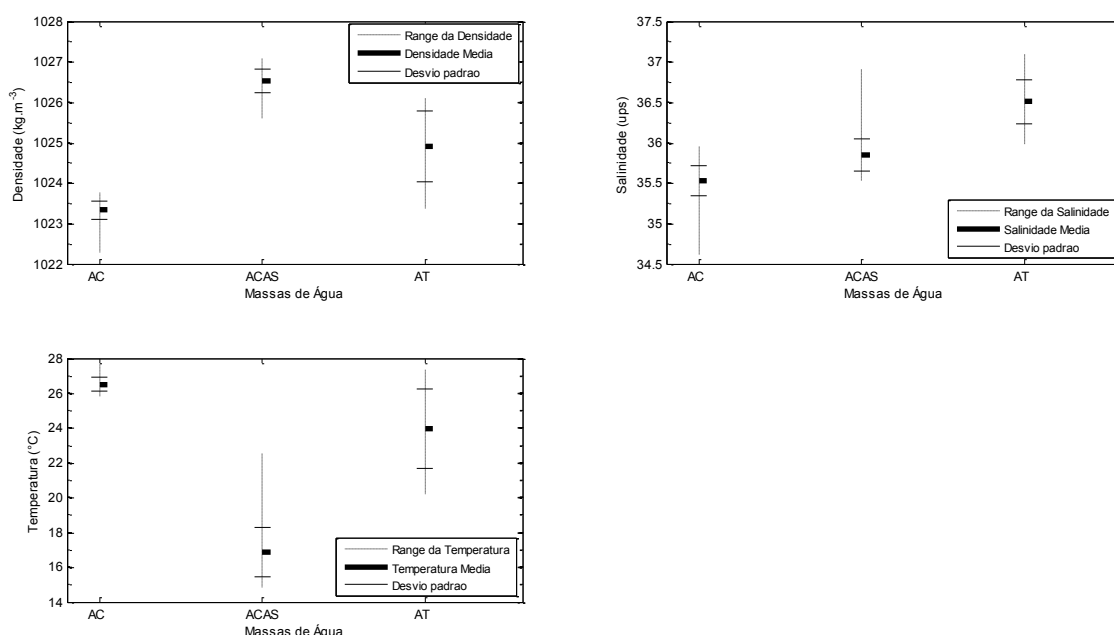 1028
1027
1026
1025
1024
1023
1022
Densidade (kg.m⁻³)
Range da Densidade
Densidade Media
Desvio padrao
AC ACAS AT
Massas de Água
37.5
37
36.5
36
35.5
35
34.5
Salinidade (ups)
Range da Salinidade
Salinidade Media
Desvio padrao
AC ACAS AT
Massas de Água
28
26
24
22
20
18
16
14
Temperatura (°C)
Range da Temperatura
Temperatura Media
Desvio padrao
AC ACAS AT
Massas de Água